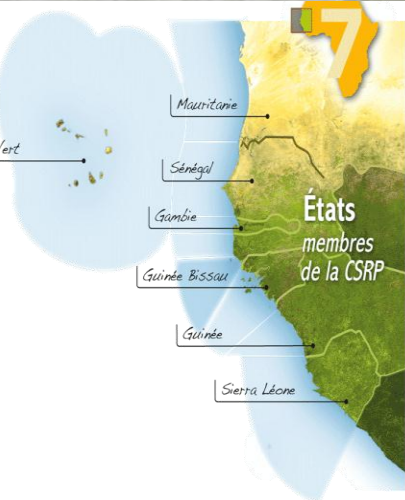 7
Mauritanie
Sénégal
Gambie
Guinée Bissau
Guinée
Sierra Léone
États
membres
de la CSRP